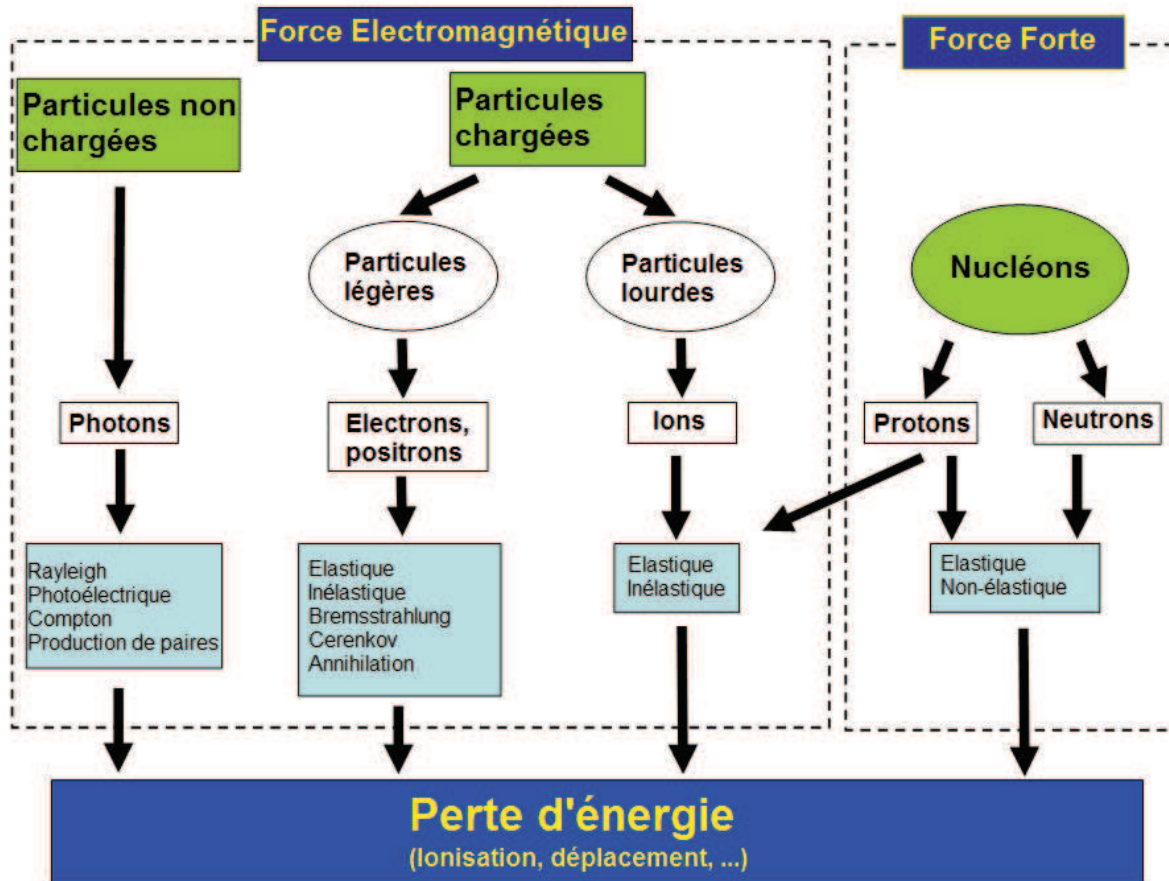 Force Electromagnétique
Force Forte
Particules non
chargées
Particules
chargées
Particules
légères
Particules
lourdes
Nucléons
Photons
Electrons,
positrons
Ions
Protons
Neutrons
Rayleigh
Photoélectrique
Compton
Production de paires
Elastique
Inélastique
Bremsstrahlung
Cerenkov
Annihilation
Elastique
Inélastique
Elastique
Non-élastique
Perte d'énergie
(Ionisation, déplacement, ...)